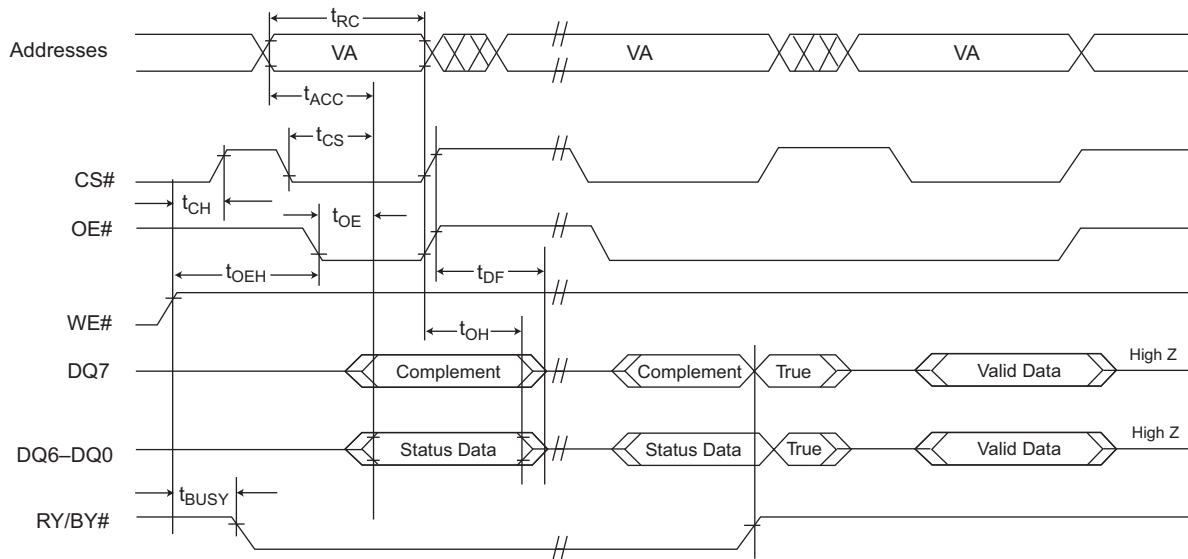 tRC
Addresses VA VA VA
tACC
tCS
CS#
tCH
tOE
OE#
tOEH tDF
WE#
tOH
DQ7 Complement Complement True Valid Data High Z
DQ6–DQ0 Status Data Status Data True Valid Data High Z
tBUSY
RY/BY#